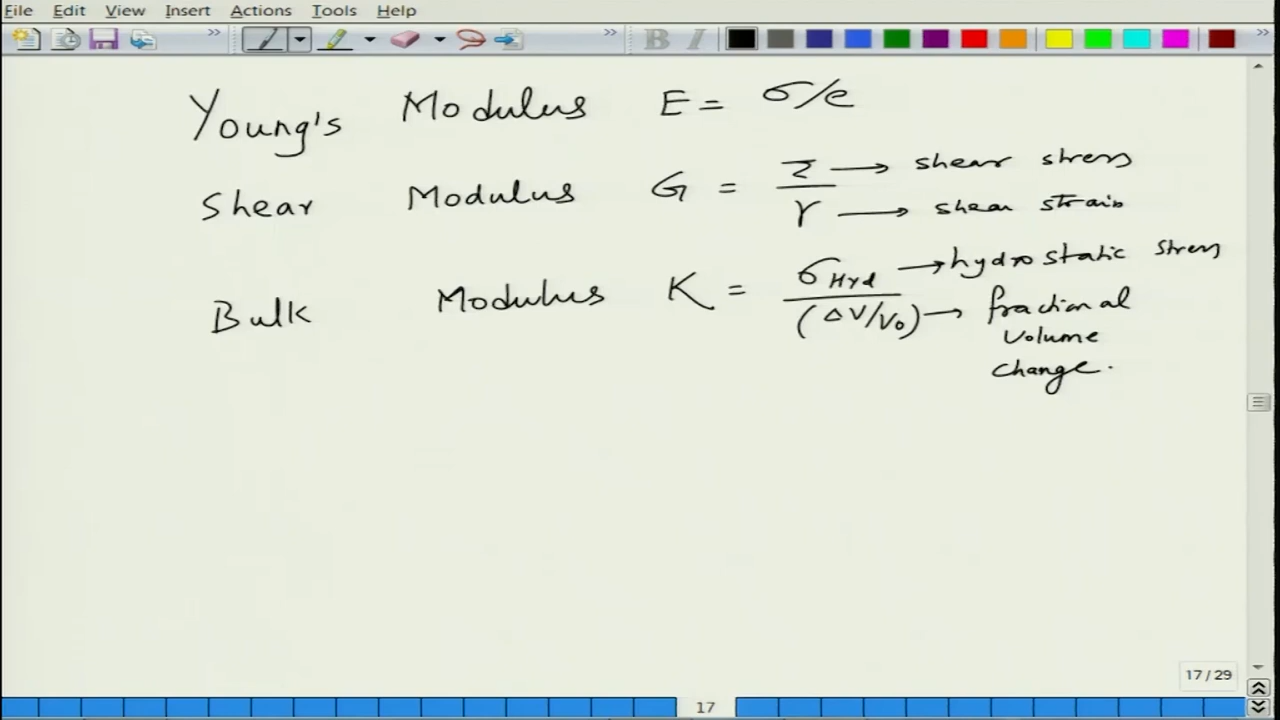 File Edit View Insert Actions Tools Help
B I
Young's Modulus E = σ/e
Shear Modulus G = τ/γ → shear stress
→ shear strain
Bulk Modulus K = σHyd → hydrostatic stress
(ΔV/V₀) → fractional
volume
change.
17 / 29
17